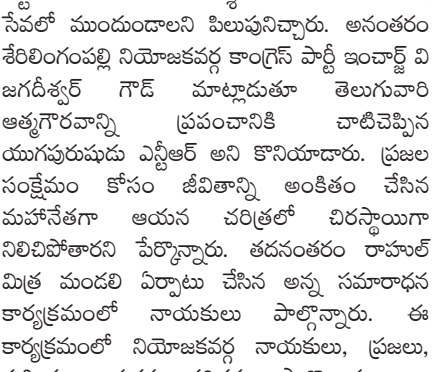 సేవలో ముందుండాలని పిలుపునిచ్చారు. అనంతరం
శేరిలింగంపల్లి నియోజకవర్గ కాంగ్రెస్ పార్టీ ఇంచార్జ్ వి
జగదీశ్వర్ గౌడ్ మాట్లాడుతూ తెలుగువారి
ఆత్మగౌరవాన్ని ప్రపంచానికి చాటిచెప్పిన
యుగపురుషుడు ఎన్టీఆర్ అని కొనియాడారు. ప్రజల
సంక్షేమం కోసం జీవితాన్ని అంకితం చేసిన
మహానేతగా ఆయన చరిత్రలో చిరస్థాయిగా
నిలిచిపోతారని పేర్కొన్నారు. తదనంతరం రాహుల్
మిత్ర మండలి ఏర్పాటు చేసిన అన్న సమారాధన
కార్యక్రమంలో నాయకులు పాల్గొన్నారు. ఈ
కార్యక్రమంలో నియోజకవర్గ నాయకులు, ప్రజలు,